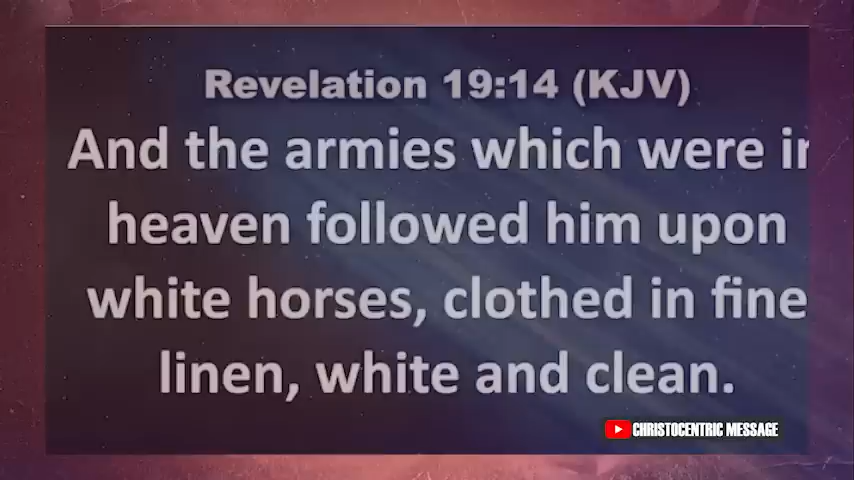 Revelation 19:14 (KJV)
And the armies which were in
heaven followed him upon
white horses, clothed in fine
linen, white and clean.
CHRISTOCENTRIC MESSAGE